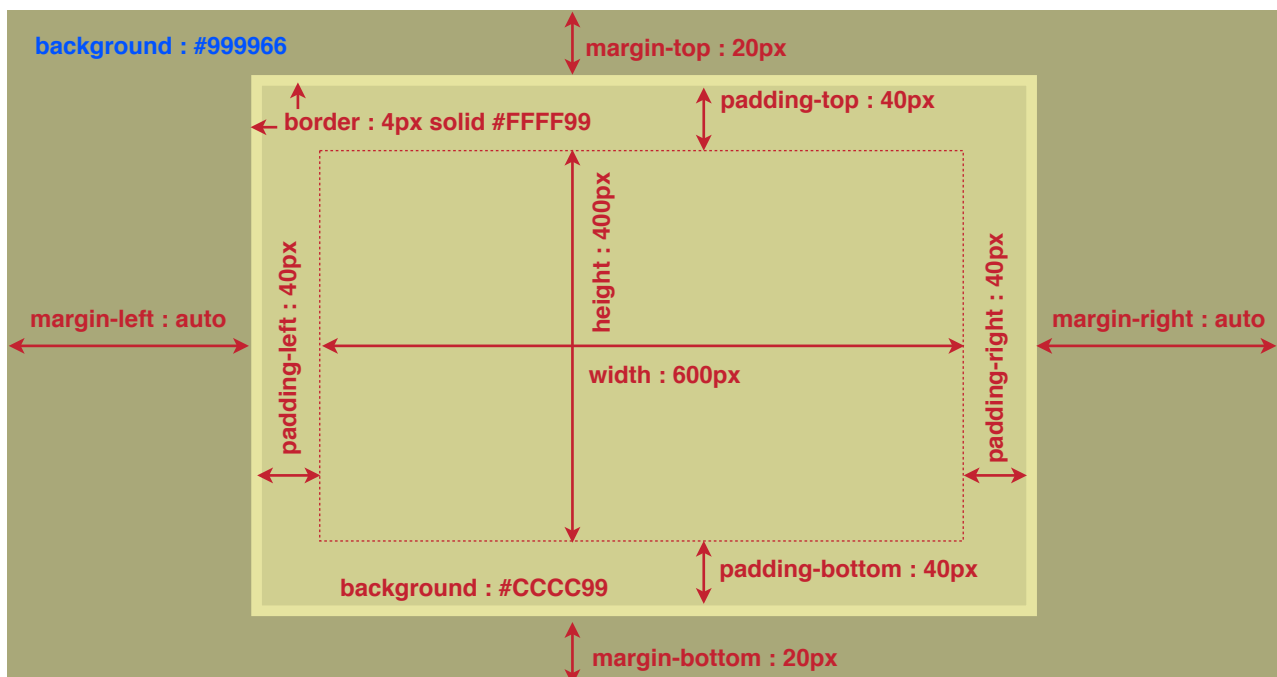 background : #999966
margin-top : 20px
padding-top : 40px
border : 4px solid #FFFF99
height : 400px
padding-left : 40px
padding-right : 40px
margin-left : auto
margin-right : auto
width : 600px
padding-bottom : 40px
background : #CCCC99
margin-bottom : 20px